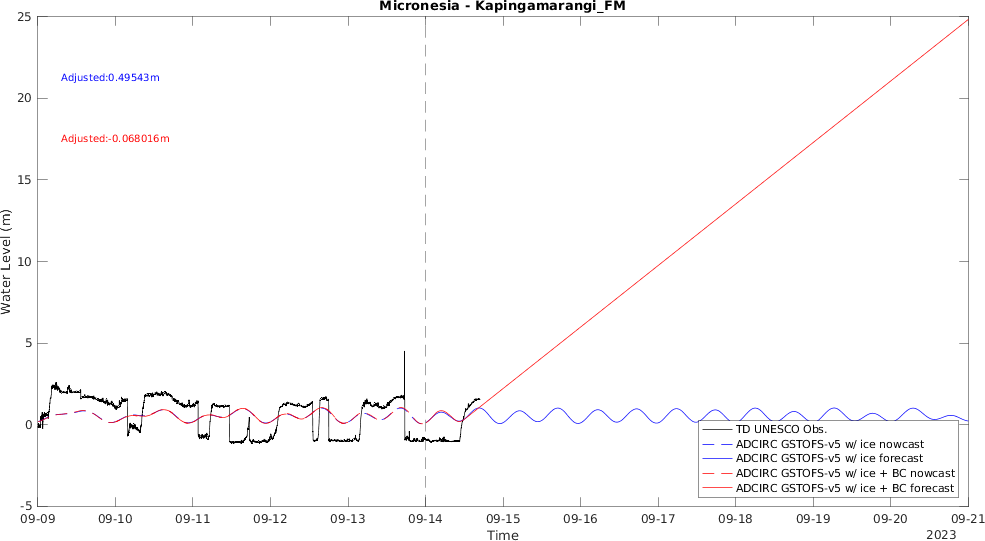 Micronesia - Kapingamarangi_FM
25
20
15
10
5
0
-5
Water Level (m)
Adjusted:0.49543m
Adjusted:-0.068016m
TD UNESCO Obs.
ADCIRC GSTOFS-v5 w/ ice nowcast
ADCIRC GSTOFS-v5 w/ ice forecast
ADCIRC GSTOFS-v5 w/ ice + BC nowcast
ADCIRC GSTOFS-v5 w/ ice + BC forecast
09-09 09-10 09-11 09-12 09-13 09-14 09-15 09-16 09-17 09-18 09-19 09-20 09-21
Time
2023